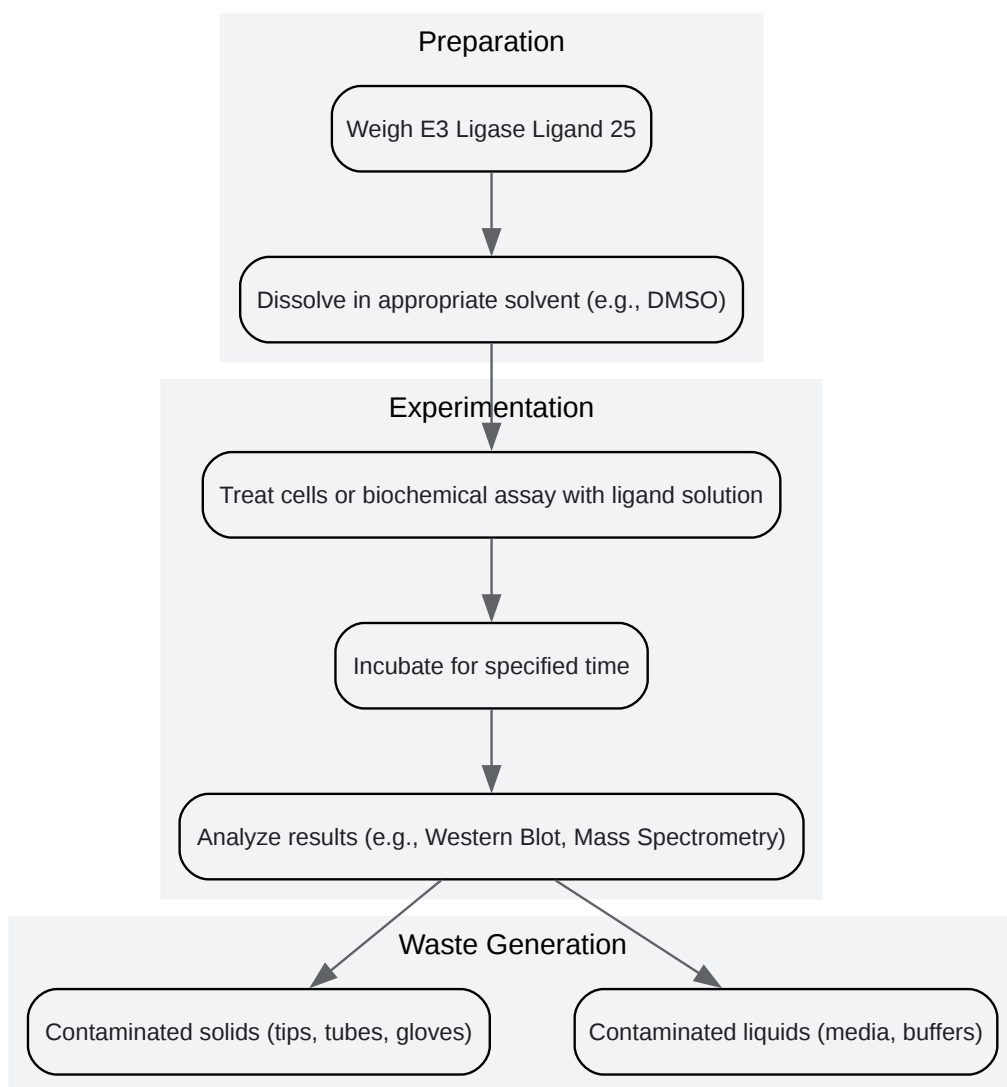 Preparation
Weigh E3 Ligase Ligand 25
Dissolve in appropriate solvent (e.g., DMSO)
Experimentation
Treat cells or biochemical assay with ligand solution
Incubate for specified time
Analyze results (e.g., Western Blot, Mass Spectrometry)
Waste Generation
Contaminated solids (tips, tubes, gloves)
Contaminated liquids (media, buffers)